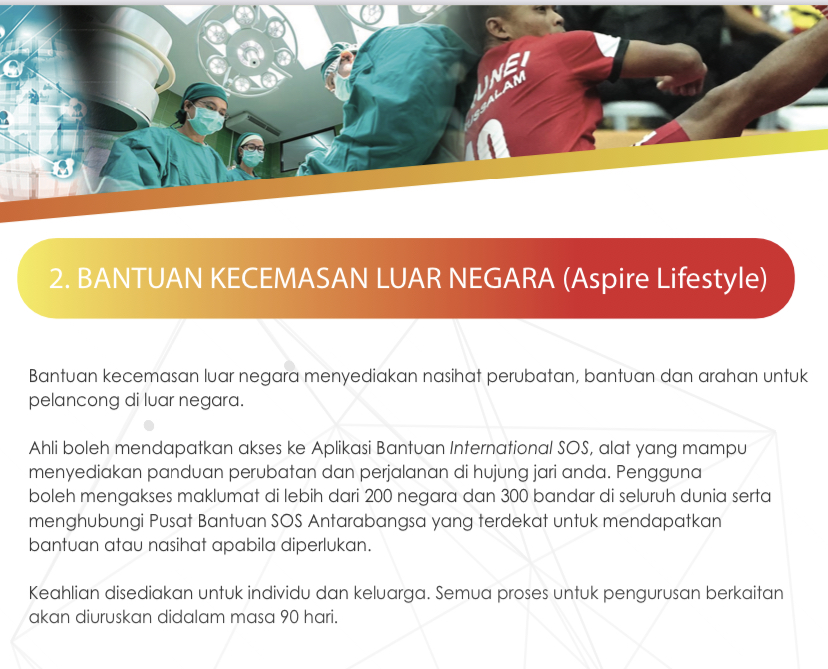 UNEI
USSALAM
10
2. BANTUAN KECEMASAN LUAR NEGARA (Aspire Lifestyle)
Bantuan kecemasan luar negara menyediakan nasihat perubatan, bantuan dan arahan untuk
pelancong di luar negara.
Ahli boleh mendapatkan akses ke Aplikasi Bantuan International SOS, alat yang mampu
menyediakan panduan perubatan dan perjalanan di hujung jari anda. Pengguna
boleh mengakses maklumat di lebih dari 200 negara dan 300 bandar di seluruh dunia serta
menghubungi Pusat Bantuan SOS Antarabangsa yang terdekat untuk mendapatkan
bantuan atau nasihat apabila diperlukan.
Keahlian disediakan untuk individu dan keluarga. Semua proses untuk pengurusan berkaitan
akan diuruskan didalam masa 90 hari.